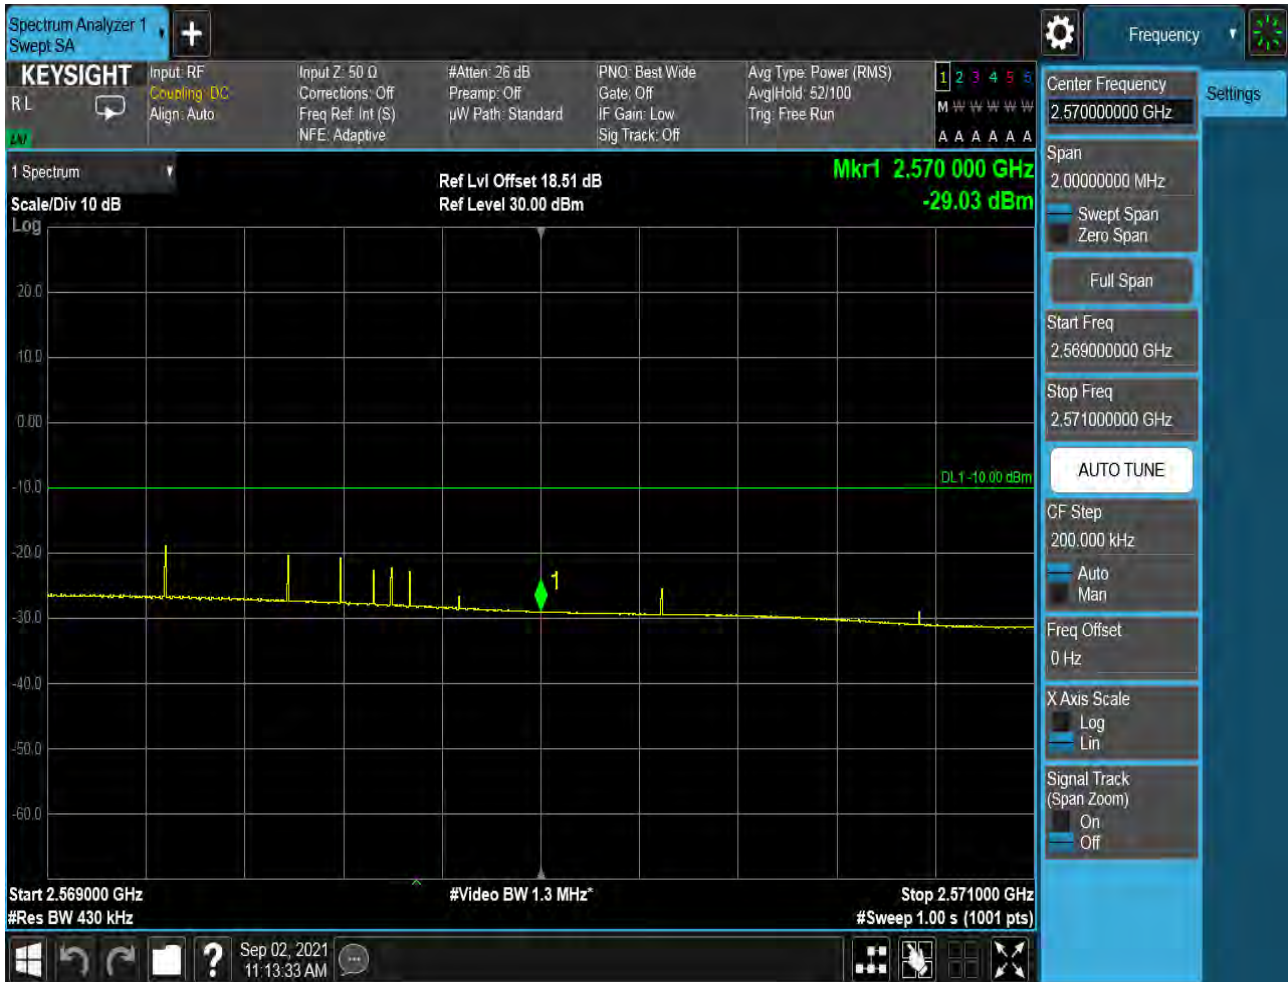 Spectrum Analyzer 1
Swept SA
+
Frequency
KEYSIGHT
R L
LXI
Input: RF
Coupling: DC
Align: Auto
Input Z: 50 Ω
Corrections: Off
Freq Ref: Int (S)
NFE: Adaptive
#Atten: 26 dB
Preamp: Off
µW Path: Standard
PNO: Best Wide
Gate: Off
IF Gain: Low
Sig Track: Off
Avg Type: Power (RMS)
Avg|Hold: 52/100
Trig: Free Run
1 2 3 4 5 6
M W W W W W
A A A A A A
1 Spectrum
Scale/Div 10 dB
Log
Ref Lvl Offset 18.51 dB
Ref Level 30.00 dBm
Mkr1 2.570 000 GHz
-29.03 dBm
20.0
10.0
0.00
-10.0
-20.0
-30.0
-40.0
-50.0
-60.0
DL1 -10.00 dBm
1
Start 2.569000 GHz
#Res BW 430 kHz
#Video BW 1.3 MHz*
Stop 2.571000 GHz
#Sweep 1.00 s (1001 pts)
?
Sep 02, 2021
11:13:33 AM
Center Frequency
2.570000000 GHz
Settings
Span
2.00000000 MHz
Swept Span
Zero Span
Full Span
Start Freq
2.569000000 GHz
Stop Freq
2.571000000 GHz
AUTO TUNE
CF Step
200.000 kHz
Auto
Man
Freq Offset
0 Hz
X Axis Scale
Log
Lin
Signal Track
(Span Zoom)
On
Off